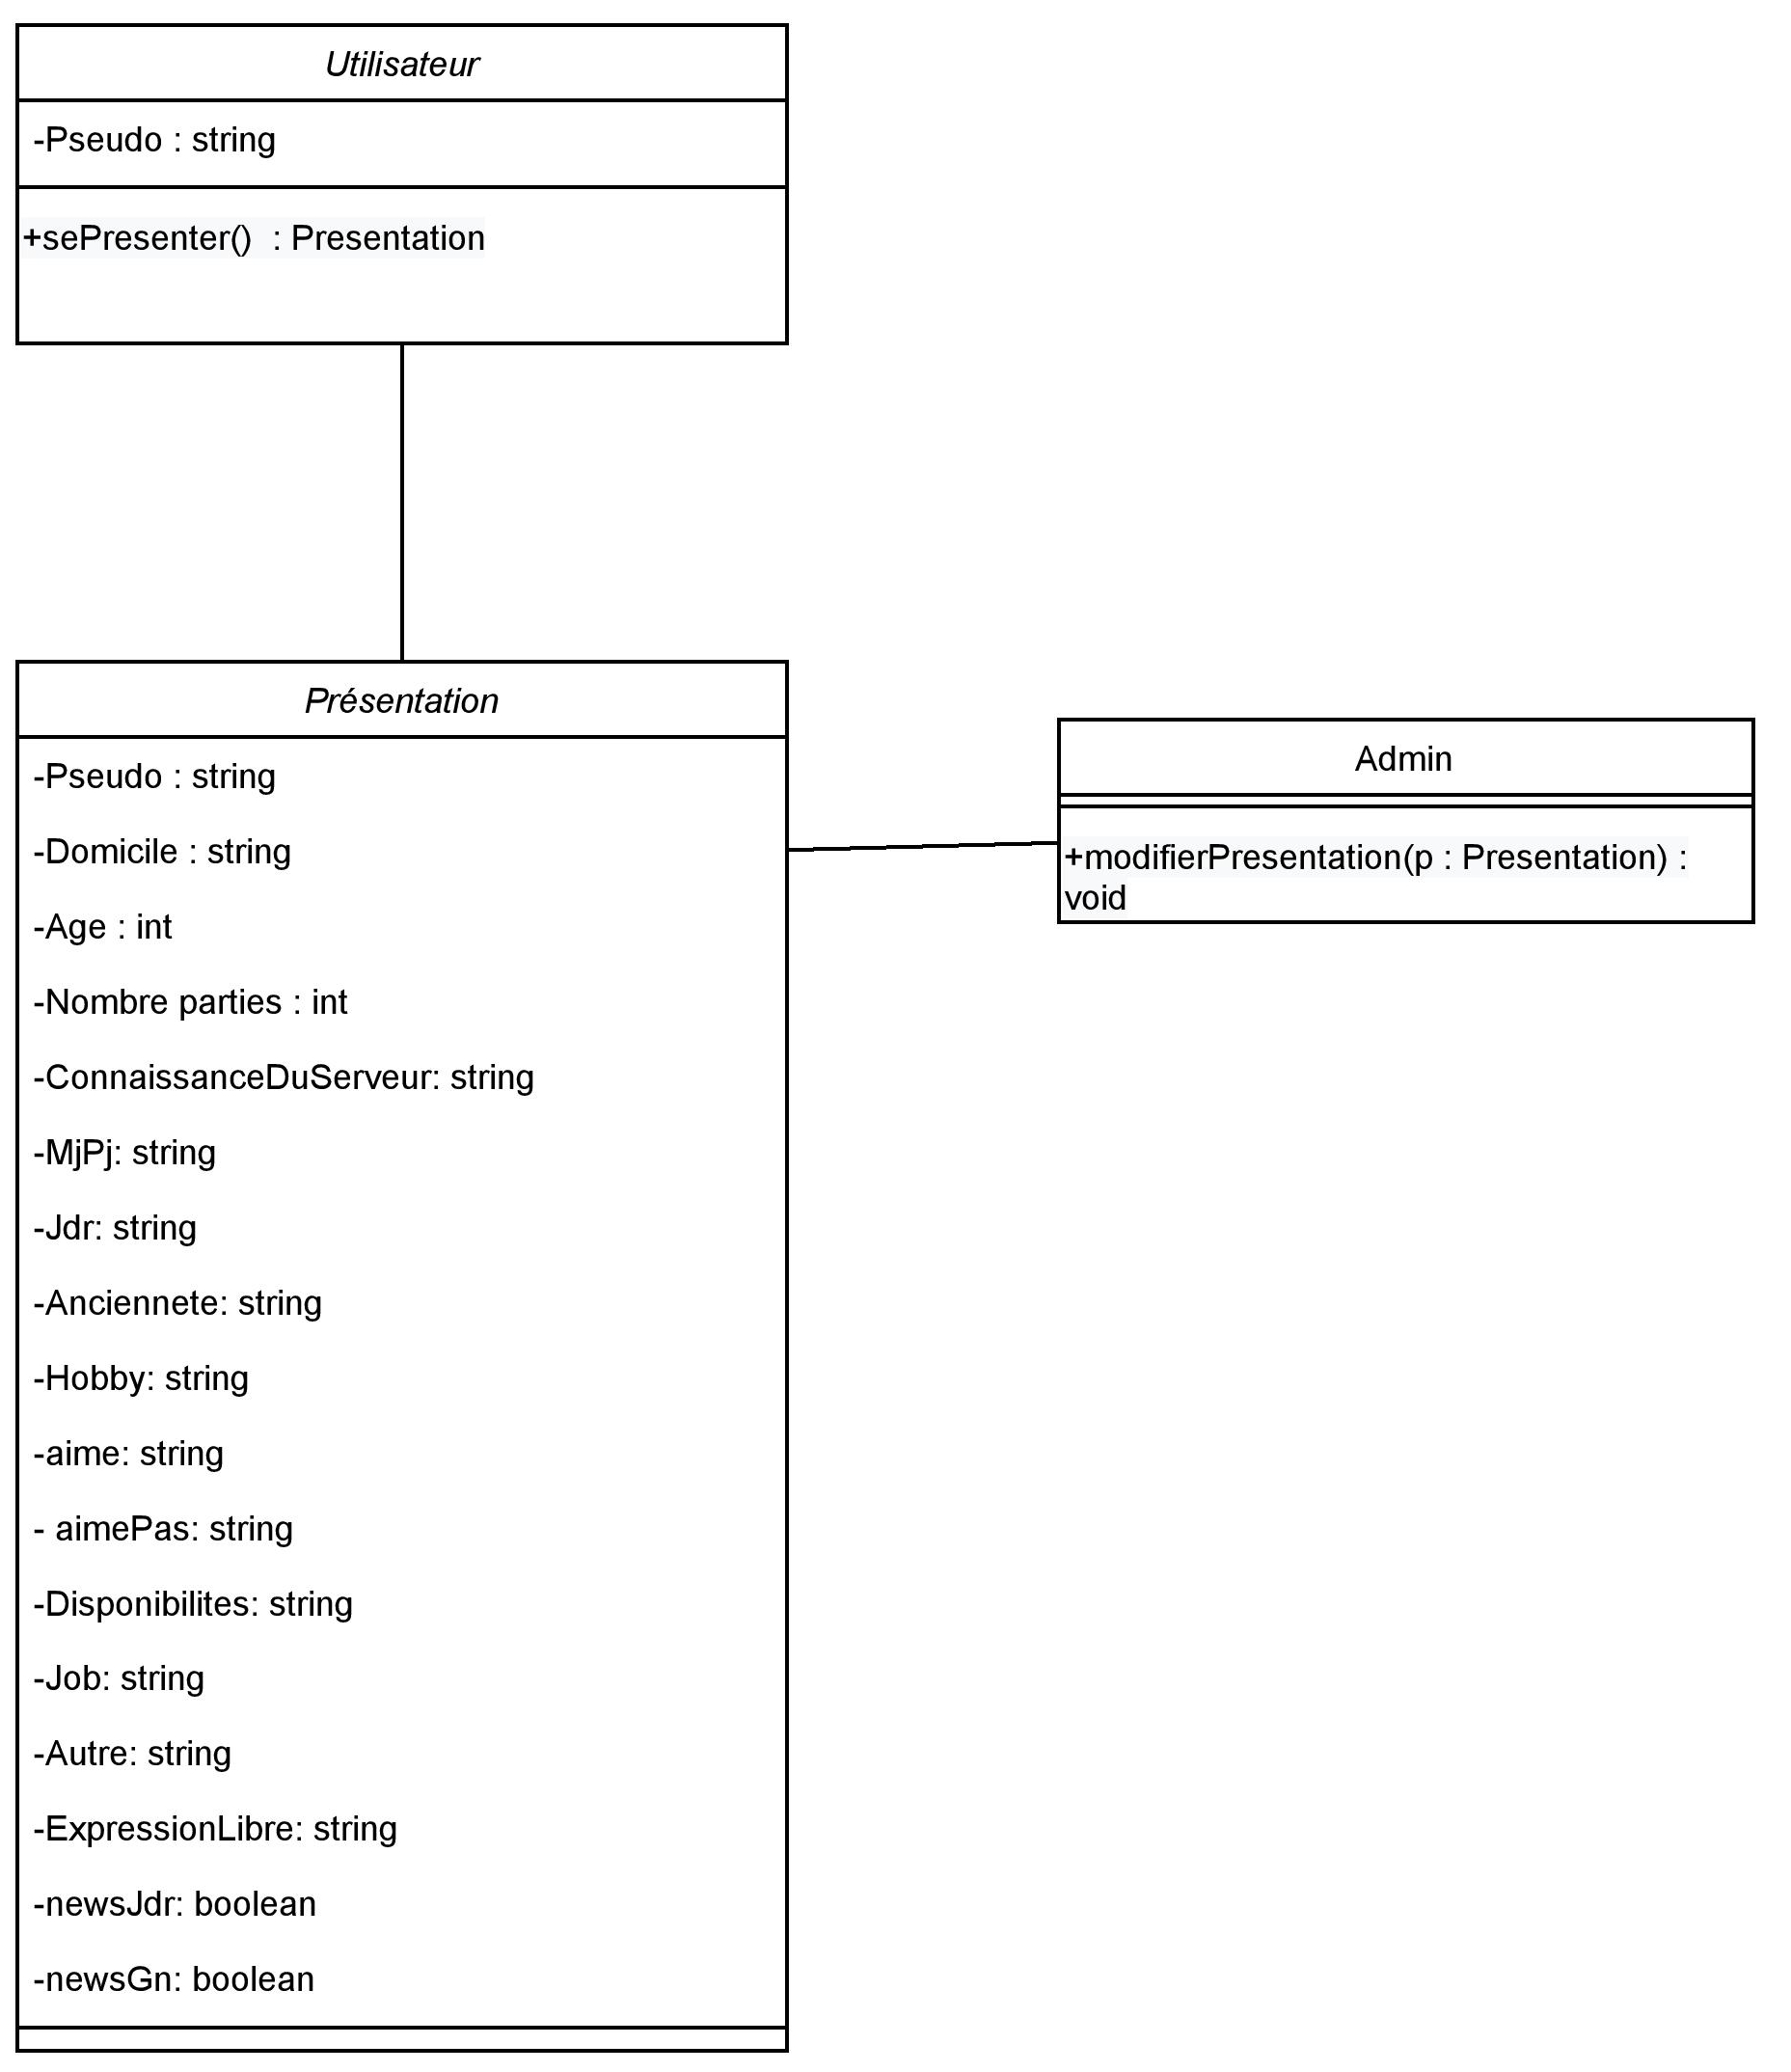 Utilisateur
-Pseudo : string
+sePresenter()  : Presentation
Présentation
-Pseudo : string
-Domicile : string
-Age : int
-Nombre parties : int
-ConnaissanceDuServeur: string
-MjPj: string
-Jdr: string
-Anciennete: string
-Hobby: string
-aime: string
- aimePas: string
-Disponibilites: string
-Job: string
-Autre: string
-ExpressionLibre: string
-newsJdr: boolean
-newsGn: boolean
Admin
+modifierPresentation(p : Presentation) :
void